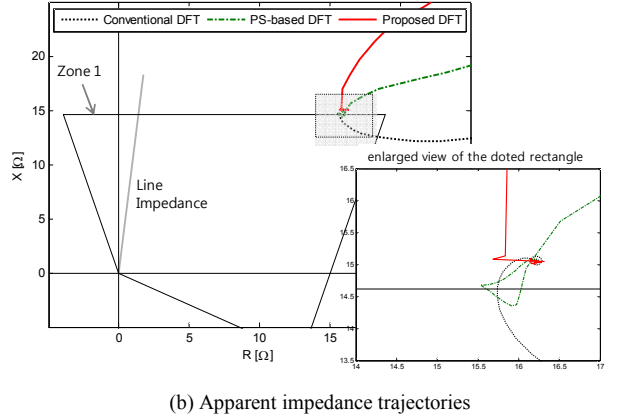 Conventional DFT PS-based DFT Proposed DFT
Zone 1
Line
Impedance
X [Ω]
20
15
10
5
0
0 5 10 15
R [Ω]
enlarged view of the doted rectangle
16.5
16
15.5
15
14.5
14
13.5
14 14.5 15 15.5 16 16.5 17
(b) Apparent impedance trajectories